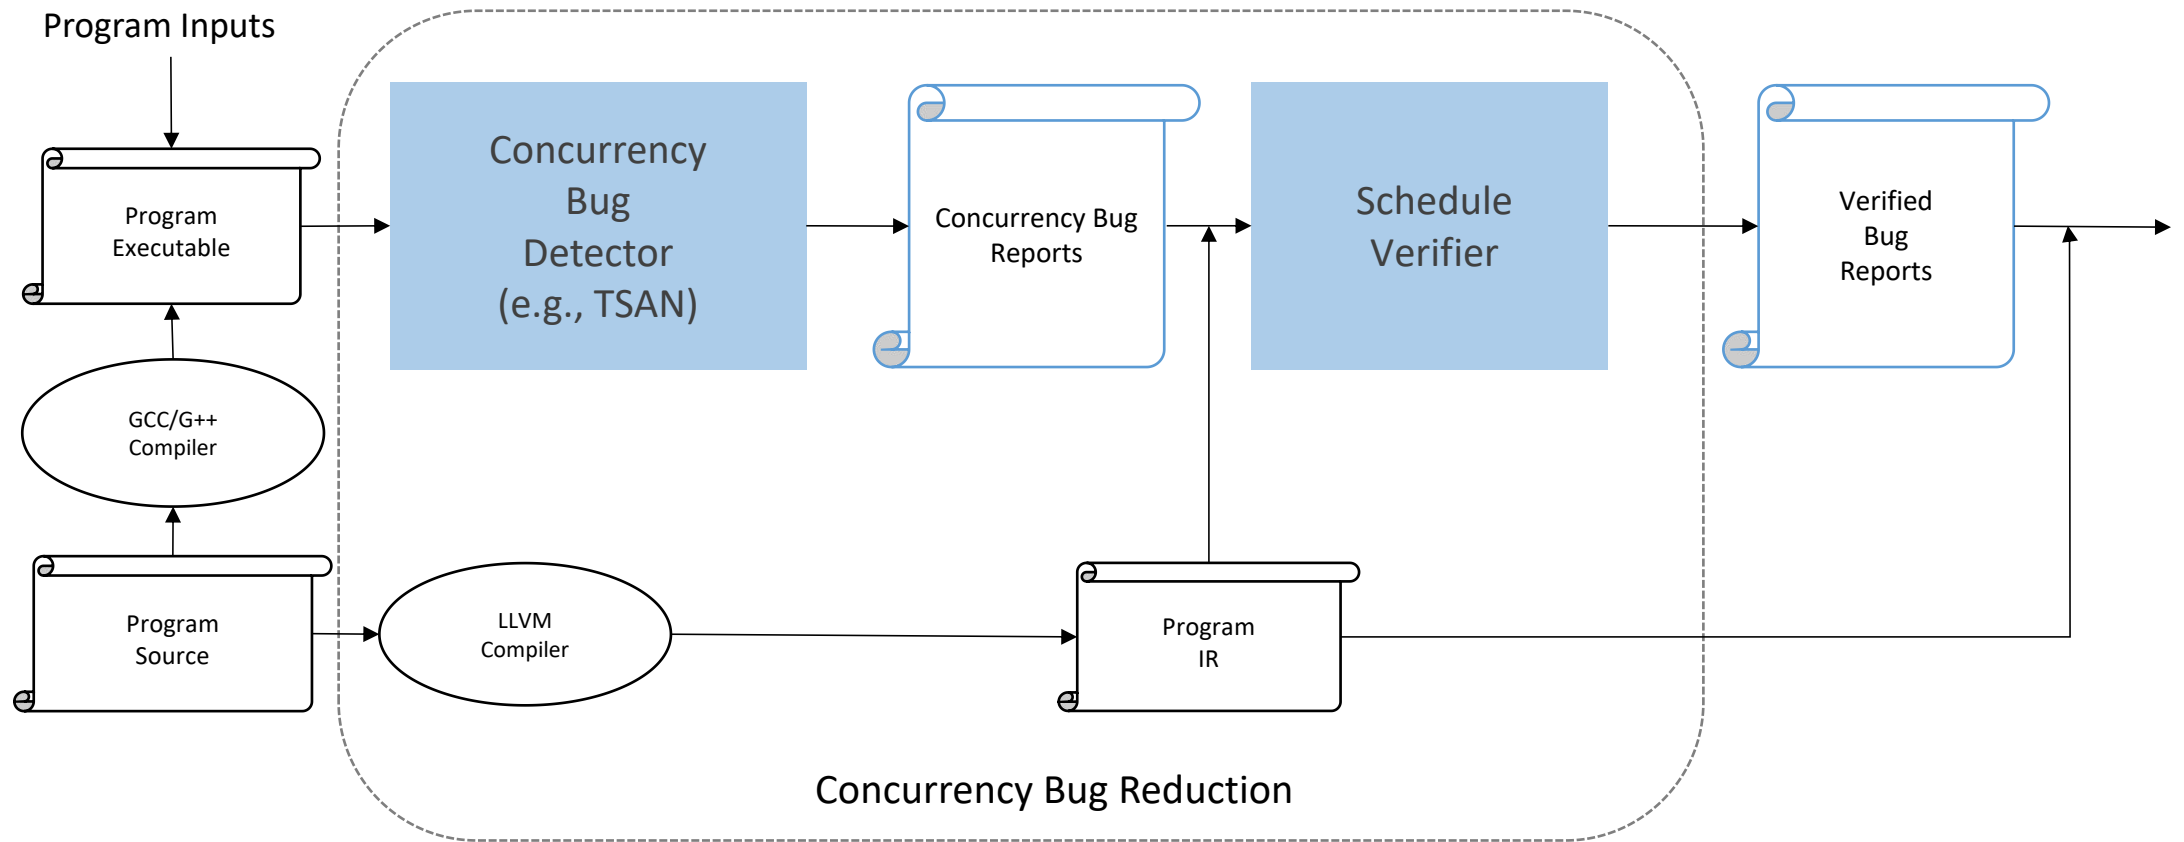 Program Inputs
Program
Executable
Concurrency
Bug
Detector
(e.g., TSAN)
Concurrency Bug
Reports
Schedule
Verifier
Verified
Bug
Reports
GCC/G++
Compiler
Program
Source
LLVM
Compiler
Program
IR
Concurrency Bug Reduction